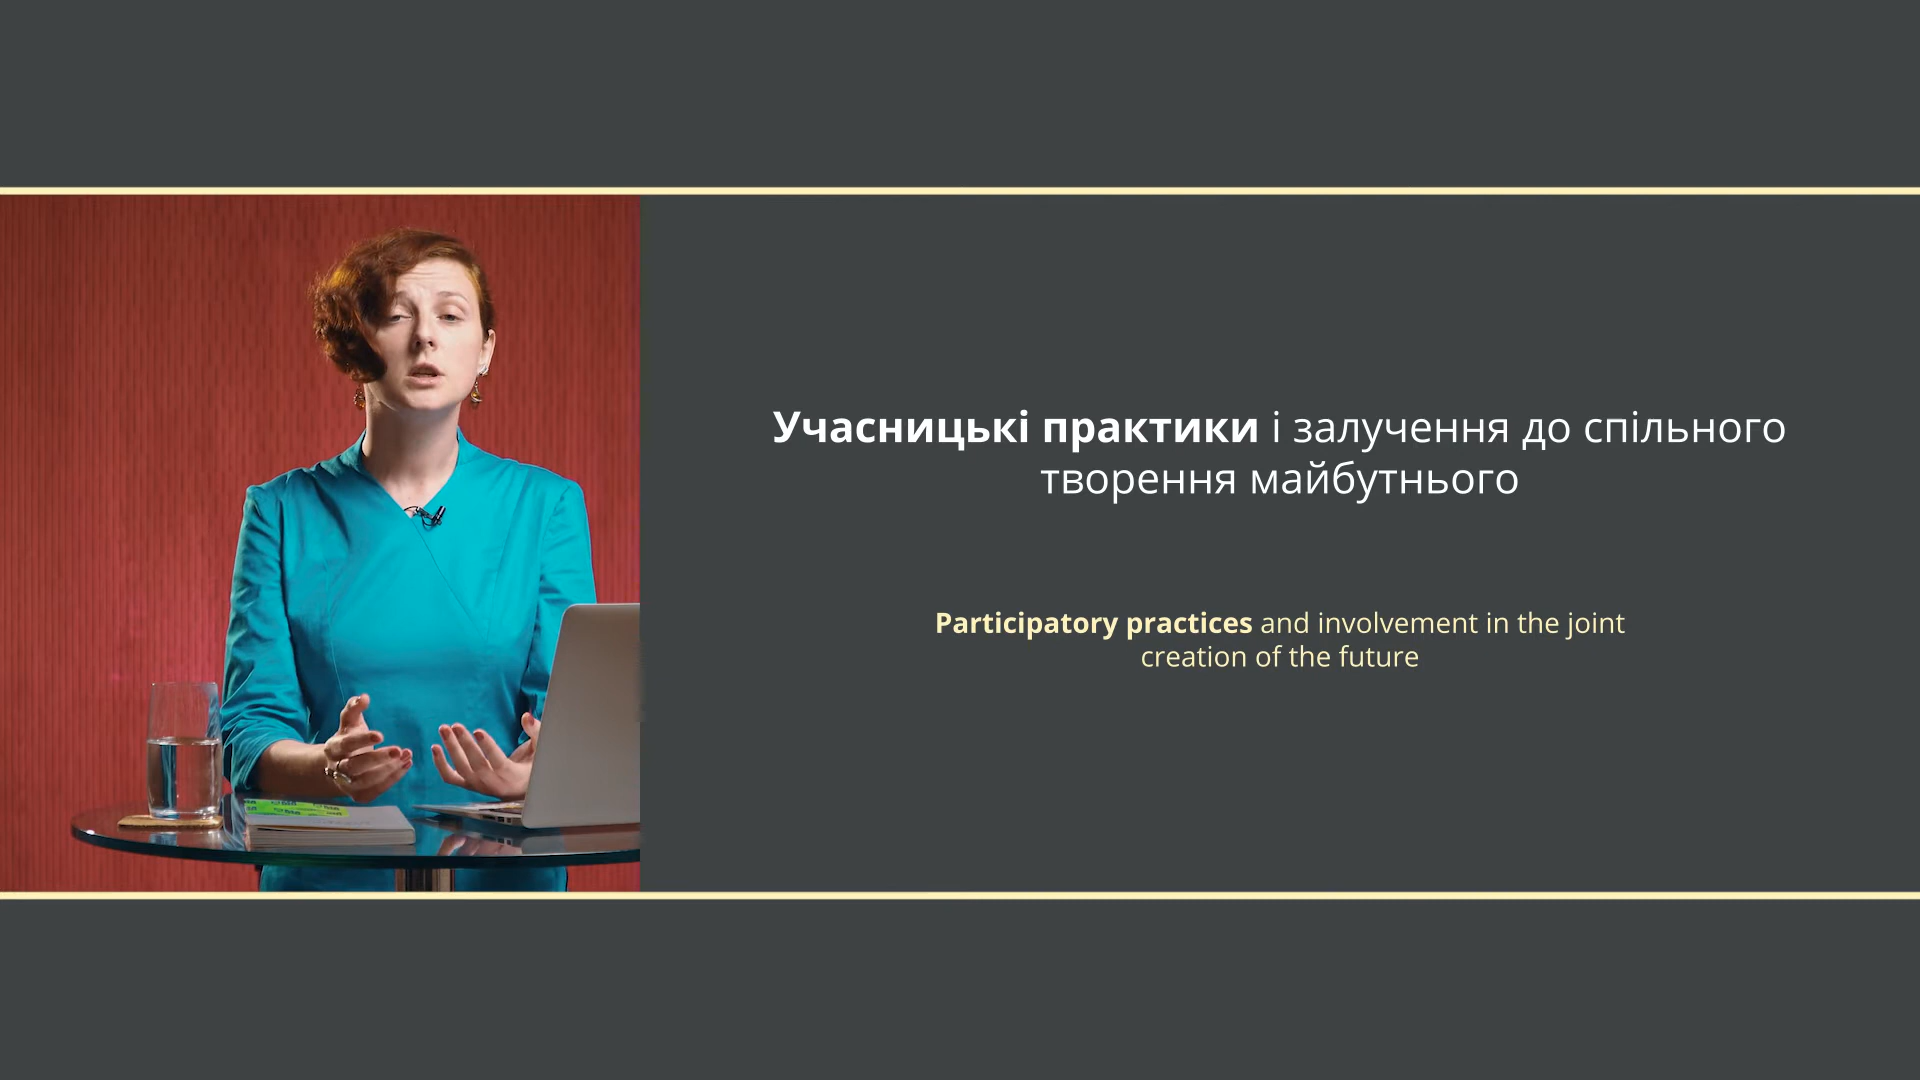 Учасницькі практики і залучення до спільного
творення майбутнього
Participatory practices and involvement in the joint
creation of the future